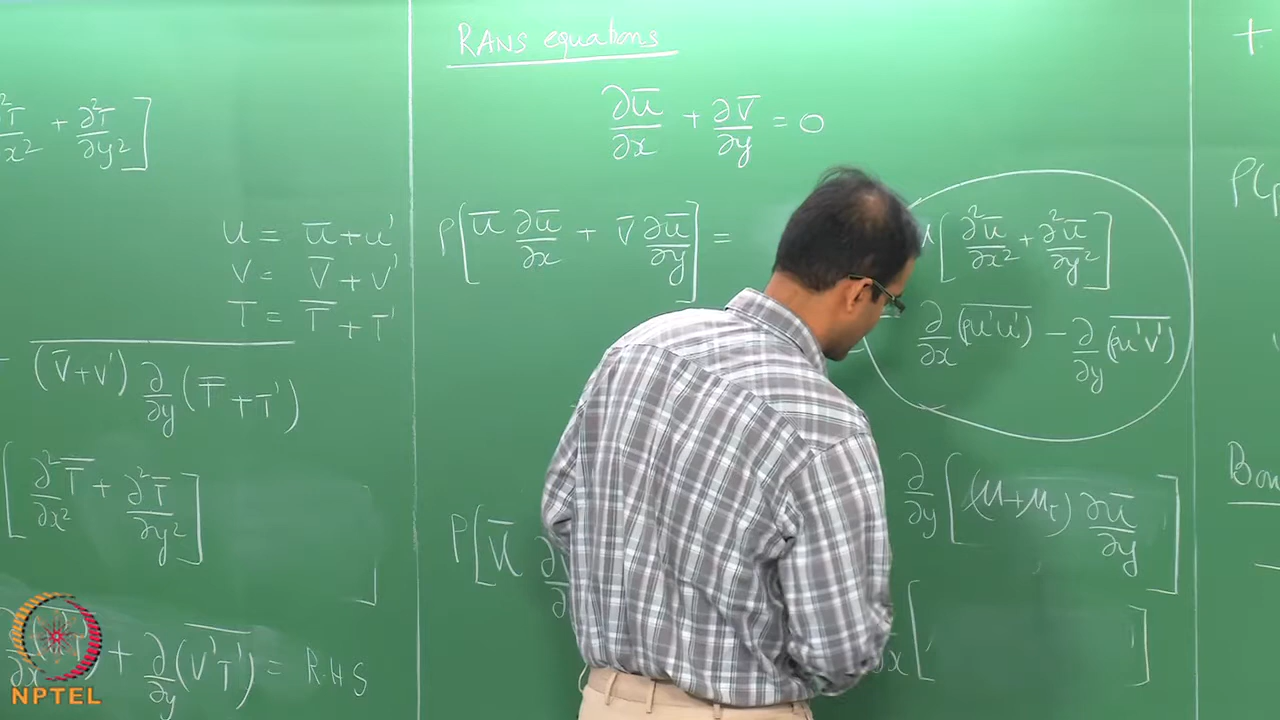 RANS equations
∂ū/∂x + ∂v̄/∂y = 0
ρ[ū ∂ū/∂x + v̄ ∂ū/∂y] =
[∂²ū/∂x² + ∂²ū/∂y²]
∂/∂x (ρu'u')‾ − ∂/∂y (ρu'v')‾
ρ[ū
∂/∂y [(μ+μt) ∂ū/∂y]
[ ]
∂²T̄/∂x² + ∂²T̄/∂y²]
u = ū + u'
v = v̄ + v'
T = T̄ + T'
(v̄+v') ∂/∂y (T̄ + T')
[∂²T̄/∂x² + ∂²T̄/∂y²]
+ ∂/∂y (v'T')‾ = R.H.S
+
ρCp
NPTEL